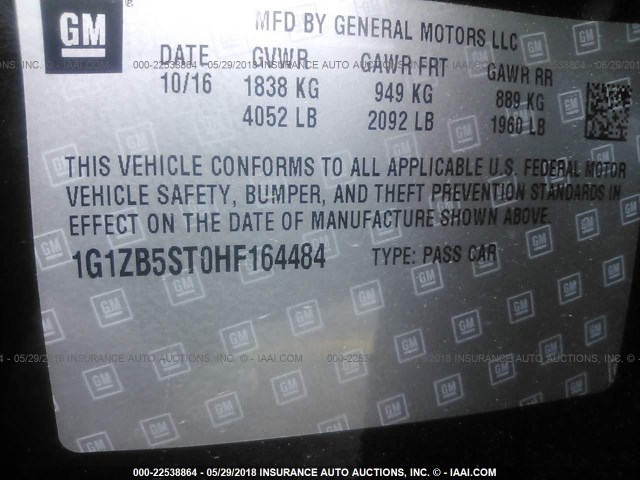 GM
MFD BY GENERAL MOTORS LLC
DATE GVWR GAWR FRT GAWR RR
10/16 1838 KG 949 KG 889 KG
4052 LB 2092 LB 1960 LB
THIS VEHICLE CONFORMS TO ALL APPLICABLE U.S. FEDERAL MOTOR
VEHICLE SAFETY, BUMPER, AND THEFT PREVENTION STANDARDS IN
EFFECT ON THE DATE OF MANUFACTURE SHOWN ABOVE.
1G1ZB5ST0HF164484 TYPE: PASS CAR
000-22538864 - 05/29/2018 INSURANCE AUTO AUCTIONS, INC. - IAAI.COM